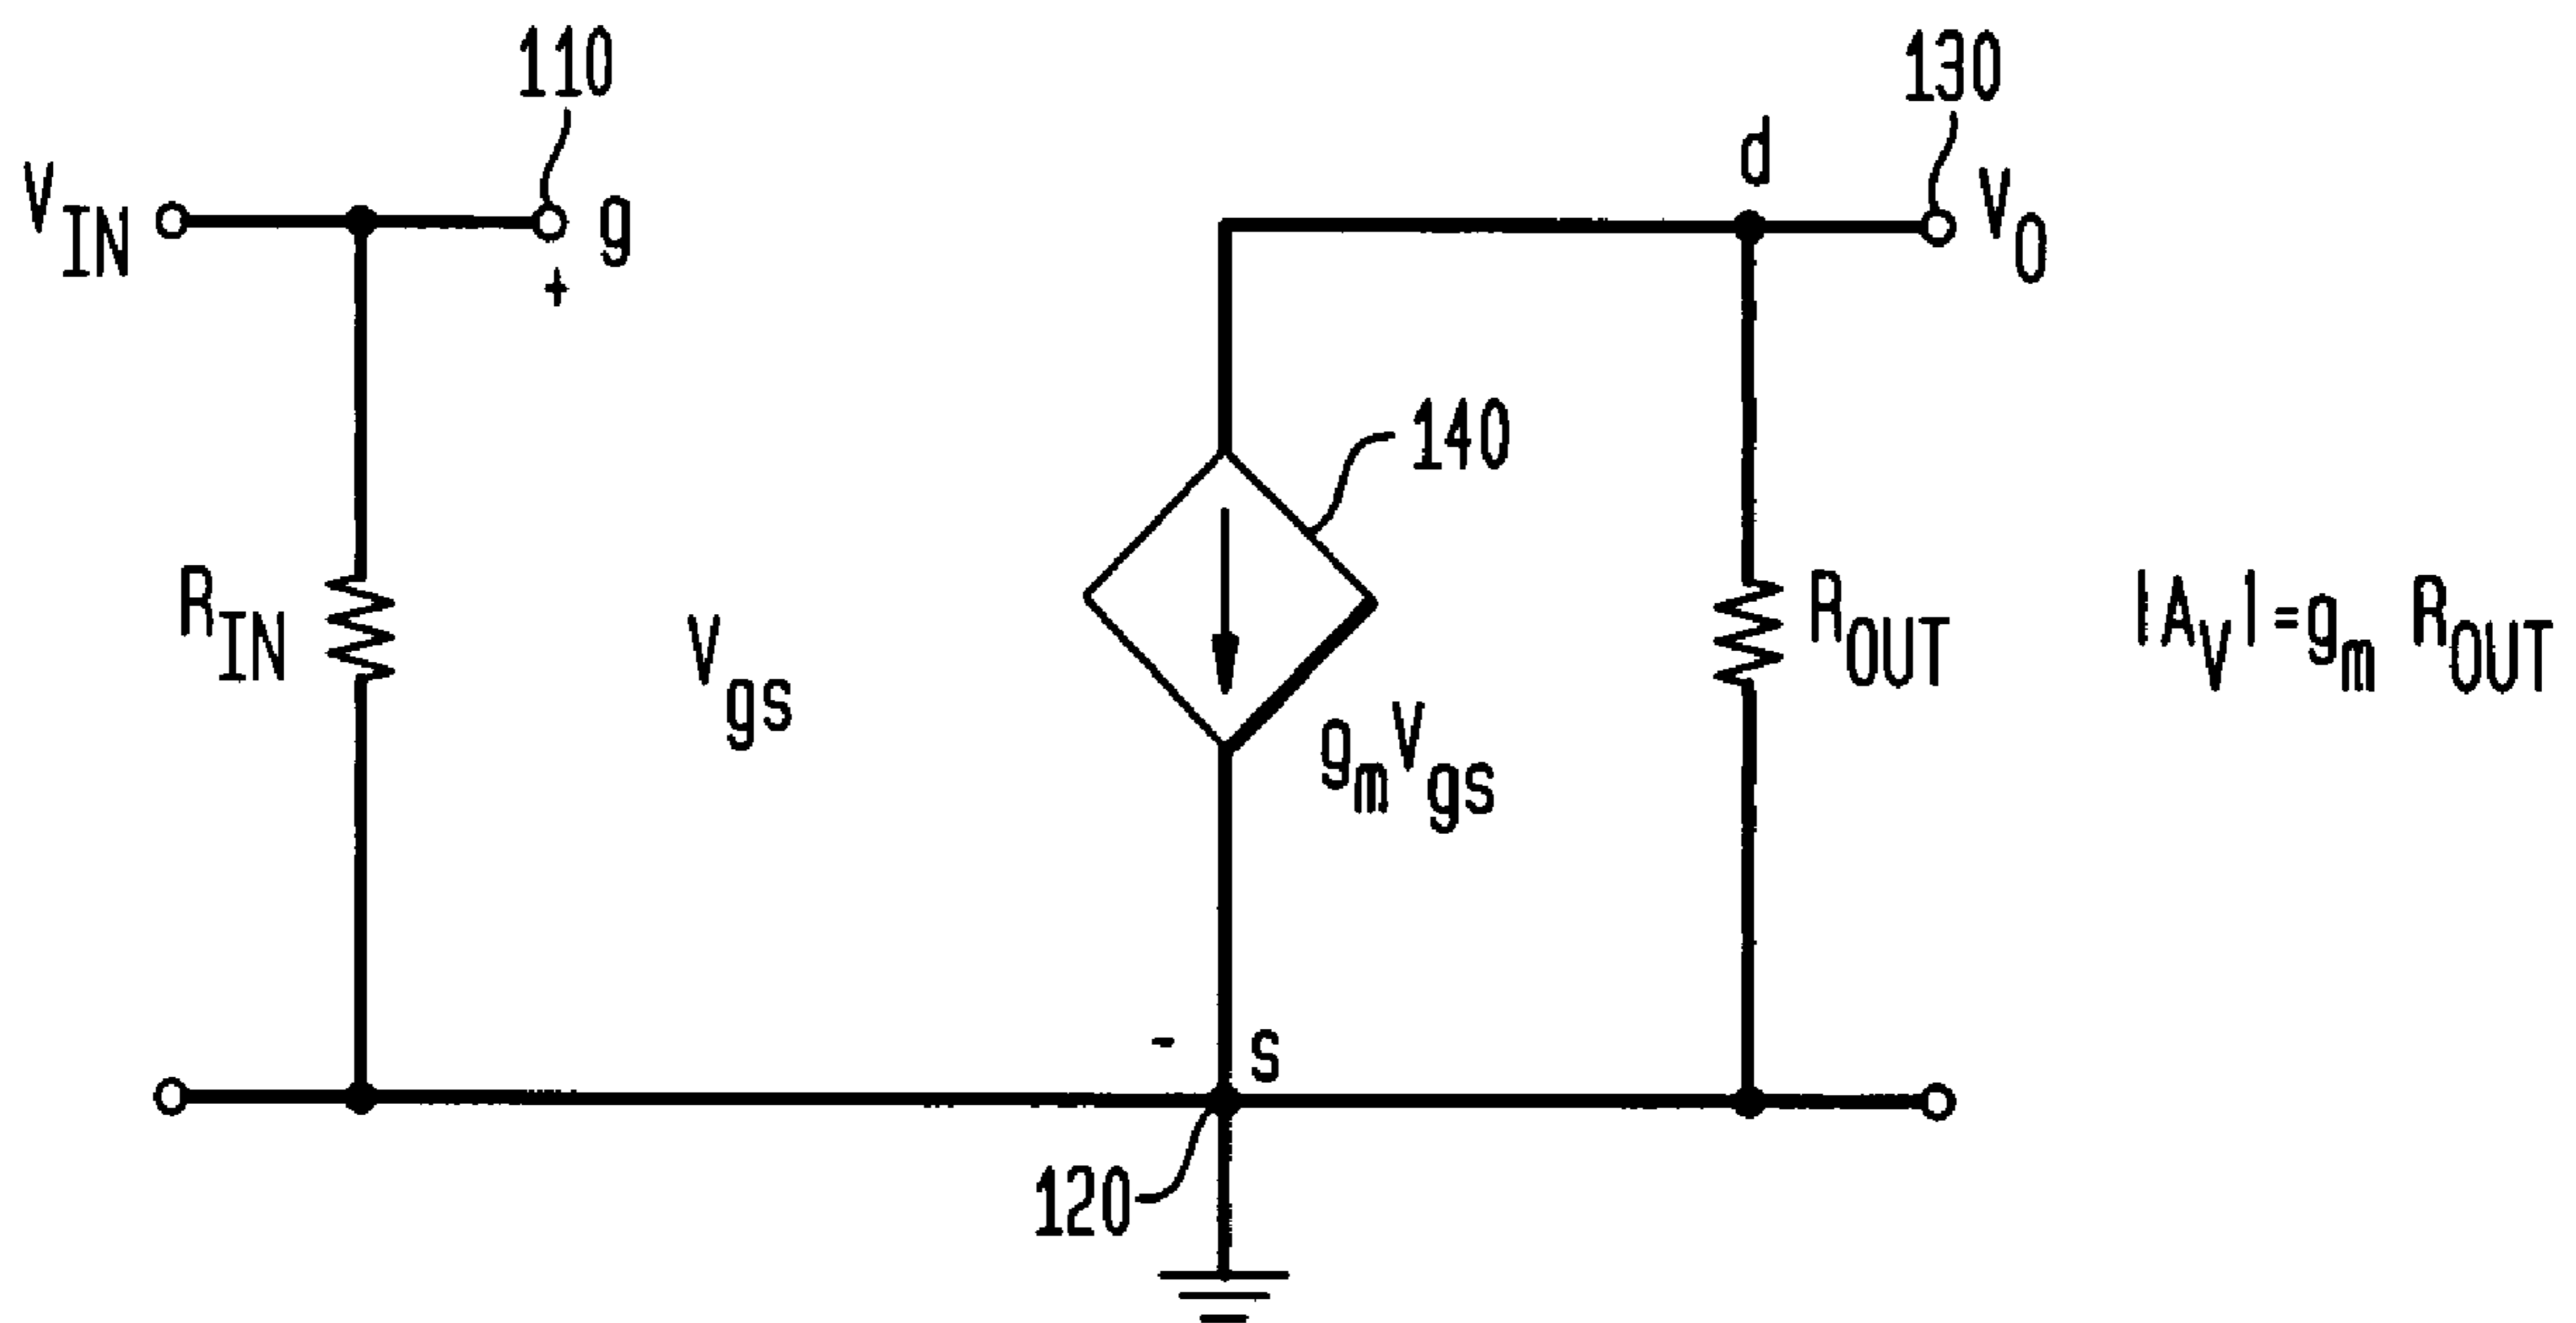 110
130
d
V_IN
g
V_O
+
140
R_IN
R_OUT
|A_V|=g_m R_OUT
V_gs
g_mV_gs
-
s
120